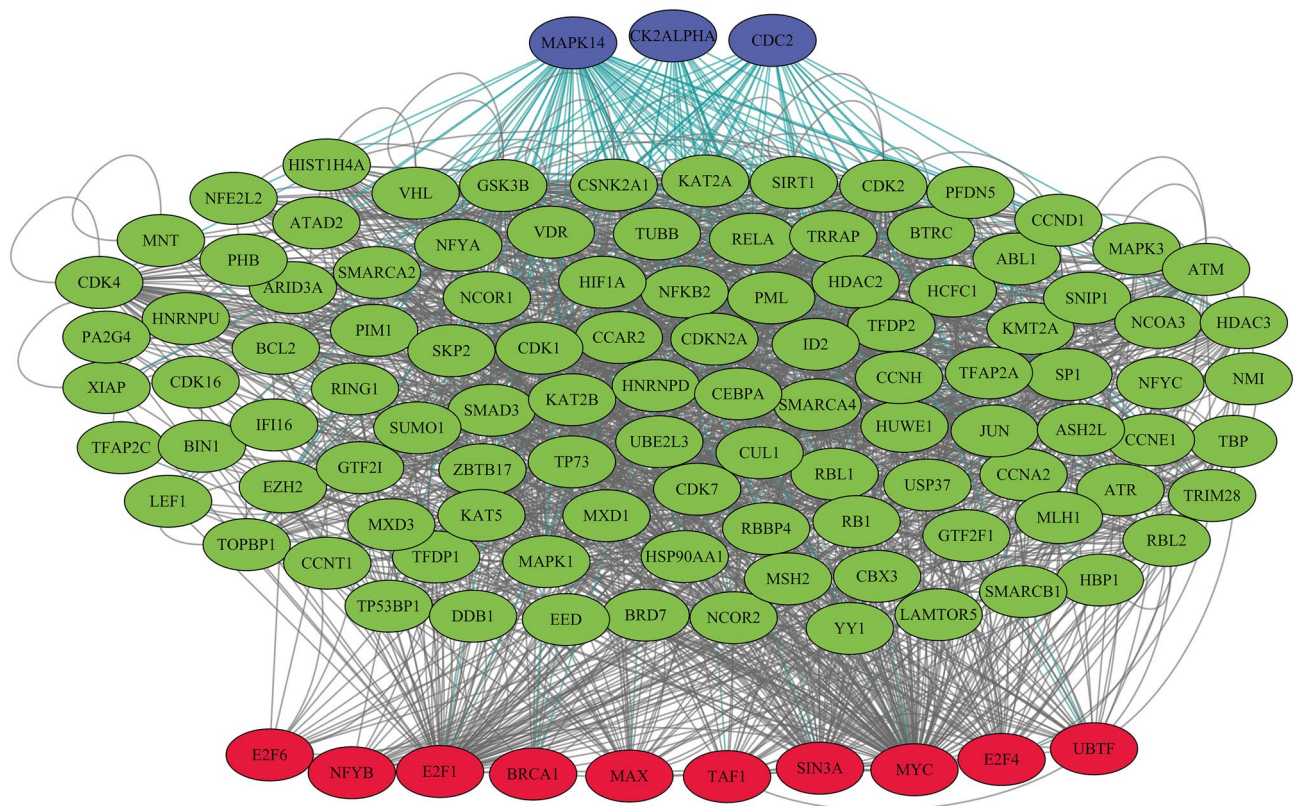 MAPK14
CK2ALPHA
CDC2
HIST1H4A
NFE2L2
VHL
GSK3B
CSNK2A1
KAT2A
SIRT1
CDK2
PFDN5
CCND1
MNT
ATAD2
NFYA
VDR
TUBB
RELA
TRRAP
BTRC
ABL1
MAPK3
ATM
CDK4
PHB
ARID3A
SMARCA2
NCOR1
HIF1A
NFKB2
PML
HDAC2
HCFC1
SNIP1
NCOA3
HDAC3
PA2G4
HNRNPU
BCL2
PIM1
SKP2
CDK1
CCAR2
CDKN2A
ID2
TFDP2
KMT2A
XIAP
CDK16
RING1
SMAD3
KAT2B
HNRNPD
CEBPA
SMARCA4
CCNH
TFAP2A
SP1
NFYC
NMI
TFAP2C
BIN1
IFI16
SUMO1
UBE2L3
CUL1
HUWE1
JUN
ASH2L
CCNE1
TBP
LEF1
EZH2
GTF2I
ZBTB17
TP73
CDK7
RBL1
USP37
CCNA2
ATR
TRIM28
TOPBP1
MXD3
KAT5
MXD1
RBBP4
RB1
GTF2F1
MLH1
RBL2
CCNT1
TFDP1
MAPK1
HSP90AA1
MSH2
CBX3
SMARCB1
HBP1
TP53BP1
DDB1
EED
BRD7
NCOR2
YY1
LAMTOR5
E2F6
NFYB
E2F1
BRCA1
MAX
TAF1
SIN3A
MYC
E2F4
UBTF